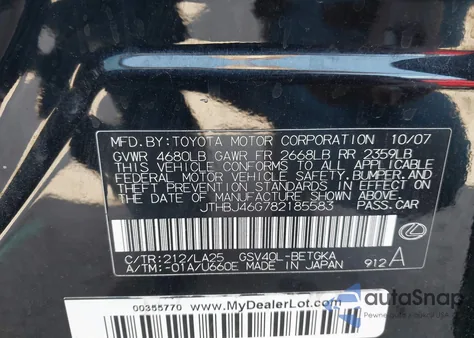 MFD. BY: TOYOTA MOTOR CORPORATION 10/07
GVWR 4680LB GAWR FR 2668LB RR 2359LB
THIS VEHICLE CONFORMS TO ALL APPLICABLE
FEDERAL MOTOR VEHICLE SAFETY, BUMPER, AND
THEFT PREVENTION STANDARDS IN EFFECT ON
THE DATE OF MANUFACTURE SHOWN ABOVE.
JTHBJ46G782185583 PASS.CAR
C/TR:212/LA25 GSV40L-BETGKA
A/TM:-01A/U660E MADE IN JAPAN 912A
00355770 www.MyDealerLot.com
autoSnap